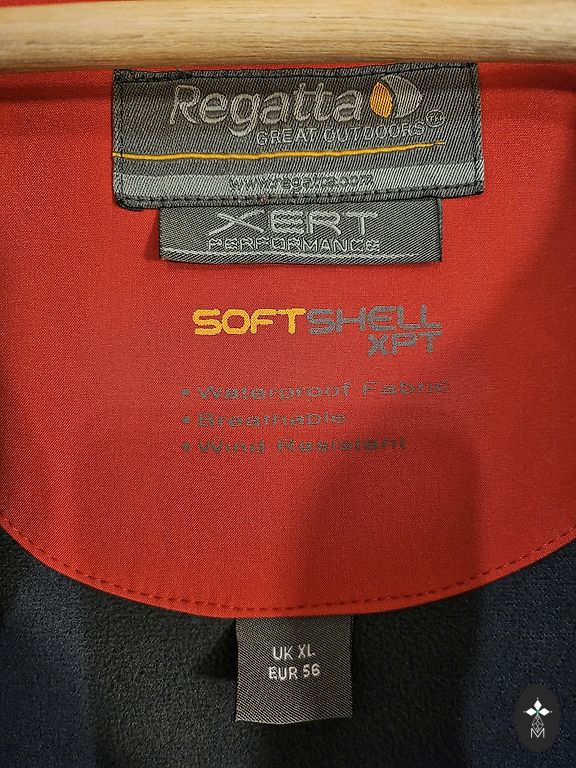 Regatta
GREAT OUTDOORS
XERT
PERFORMANCE
SOFTSHELL
XPT
• Waterproof Fabric
• Breathable
• Wind Resistant
UK XL
EUR 56
M